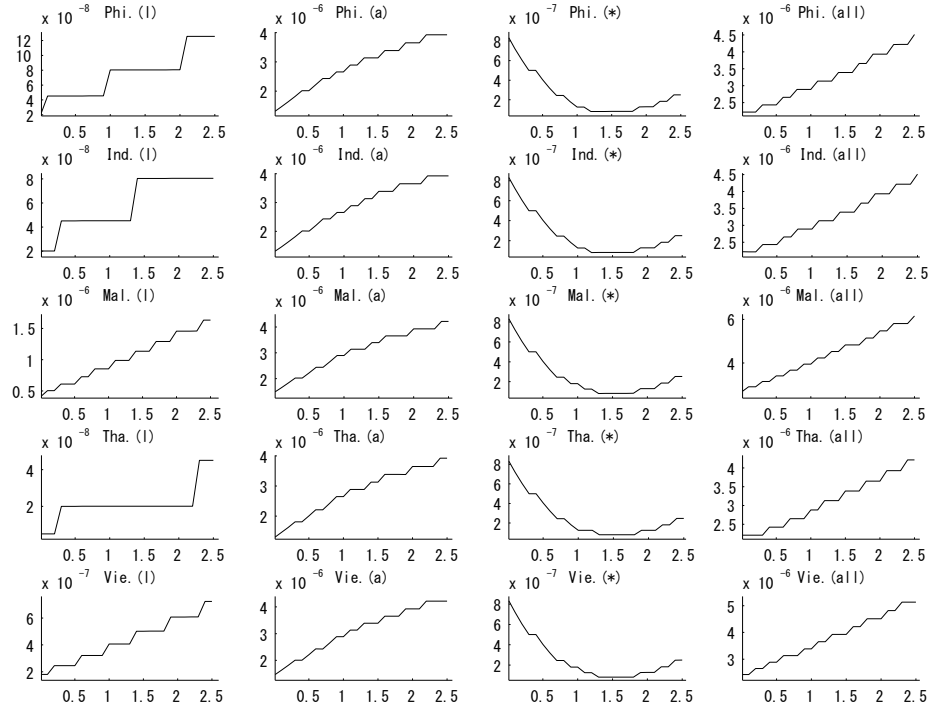 x 10 -8 Phi. (l) x 10 -6 Phi. (a) x 10 -7 Phi. (*) x 10 -6 Phi. (all)
12 4 8 4.5
10 6 4
8 3 3.5
6 4 3
4 2 2 2.5
2
0.5 1 1.5 2 2.5 0.5 1 1.5 2 2.5 0.5 1 1.5 2 2.5 0.5 1 1.5 2 2.5
x 10 -8 Ind. (l) x 10 -6 Ind. (a) x 10 -7 Ind. (*) x 10 -6 Ind. (all)
8 4 8 4.5
6 6 4
3 3.5
4 4 3
2 2 2 2.5
0.5 1 1.5 2 2.5 0.5 1 1.5 2 2.5 0.5 1 1.5 2 2.5 0.5 1 1.5 2 2.5
x 10 -6 Mal. (l) x 10 -6 Mal. (a) x 10 -7 Mal. (*) x 10 -6 Mal. (all)
1.5 4 8 6
6
1 3 4 4
0.5 2 2
0.5 1 1.5 2 2.5 0.5 1 1.5 2 2.5 0.5 1 1.5 2 2.5 0.5 1 1.5 2 2.5
x 10 -8 Tha. (l) x 10 -6 Tha. (a) x 10 -7 Tha. (*) x 10 -6 Tha. (all)
4 4 8 4
6 3.5
2 3 4 3
2 2 2.5
0.5 1 1.5 2 2.5 0.5 1 1.5 2 2.5 0.5 1 1.5 2 2.5 0.5 1 1.5 2 2.5
x 10 -7 Vie. (l) x 10 -6 Vie. (a) x 10 -7 Vie. (*) x 10 -6 Vie. (all)
6 4 8 5
6 4
4 3 4
2 2 2 3
0.5 1 1.5 2 2.5 0.5 1 1.5 2 2.5 0.5 1 1.5 2 2.5 0.5 1 1.5 2 2.5